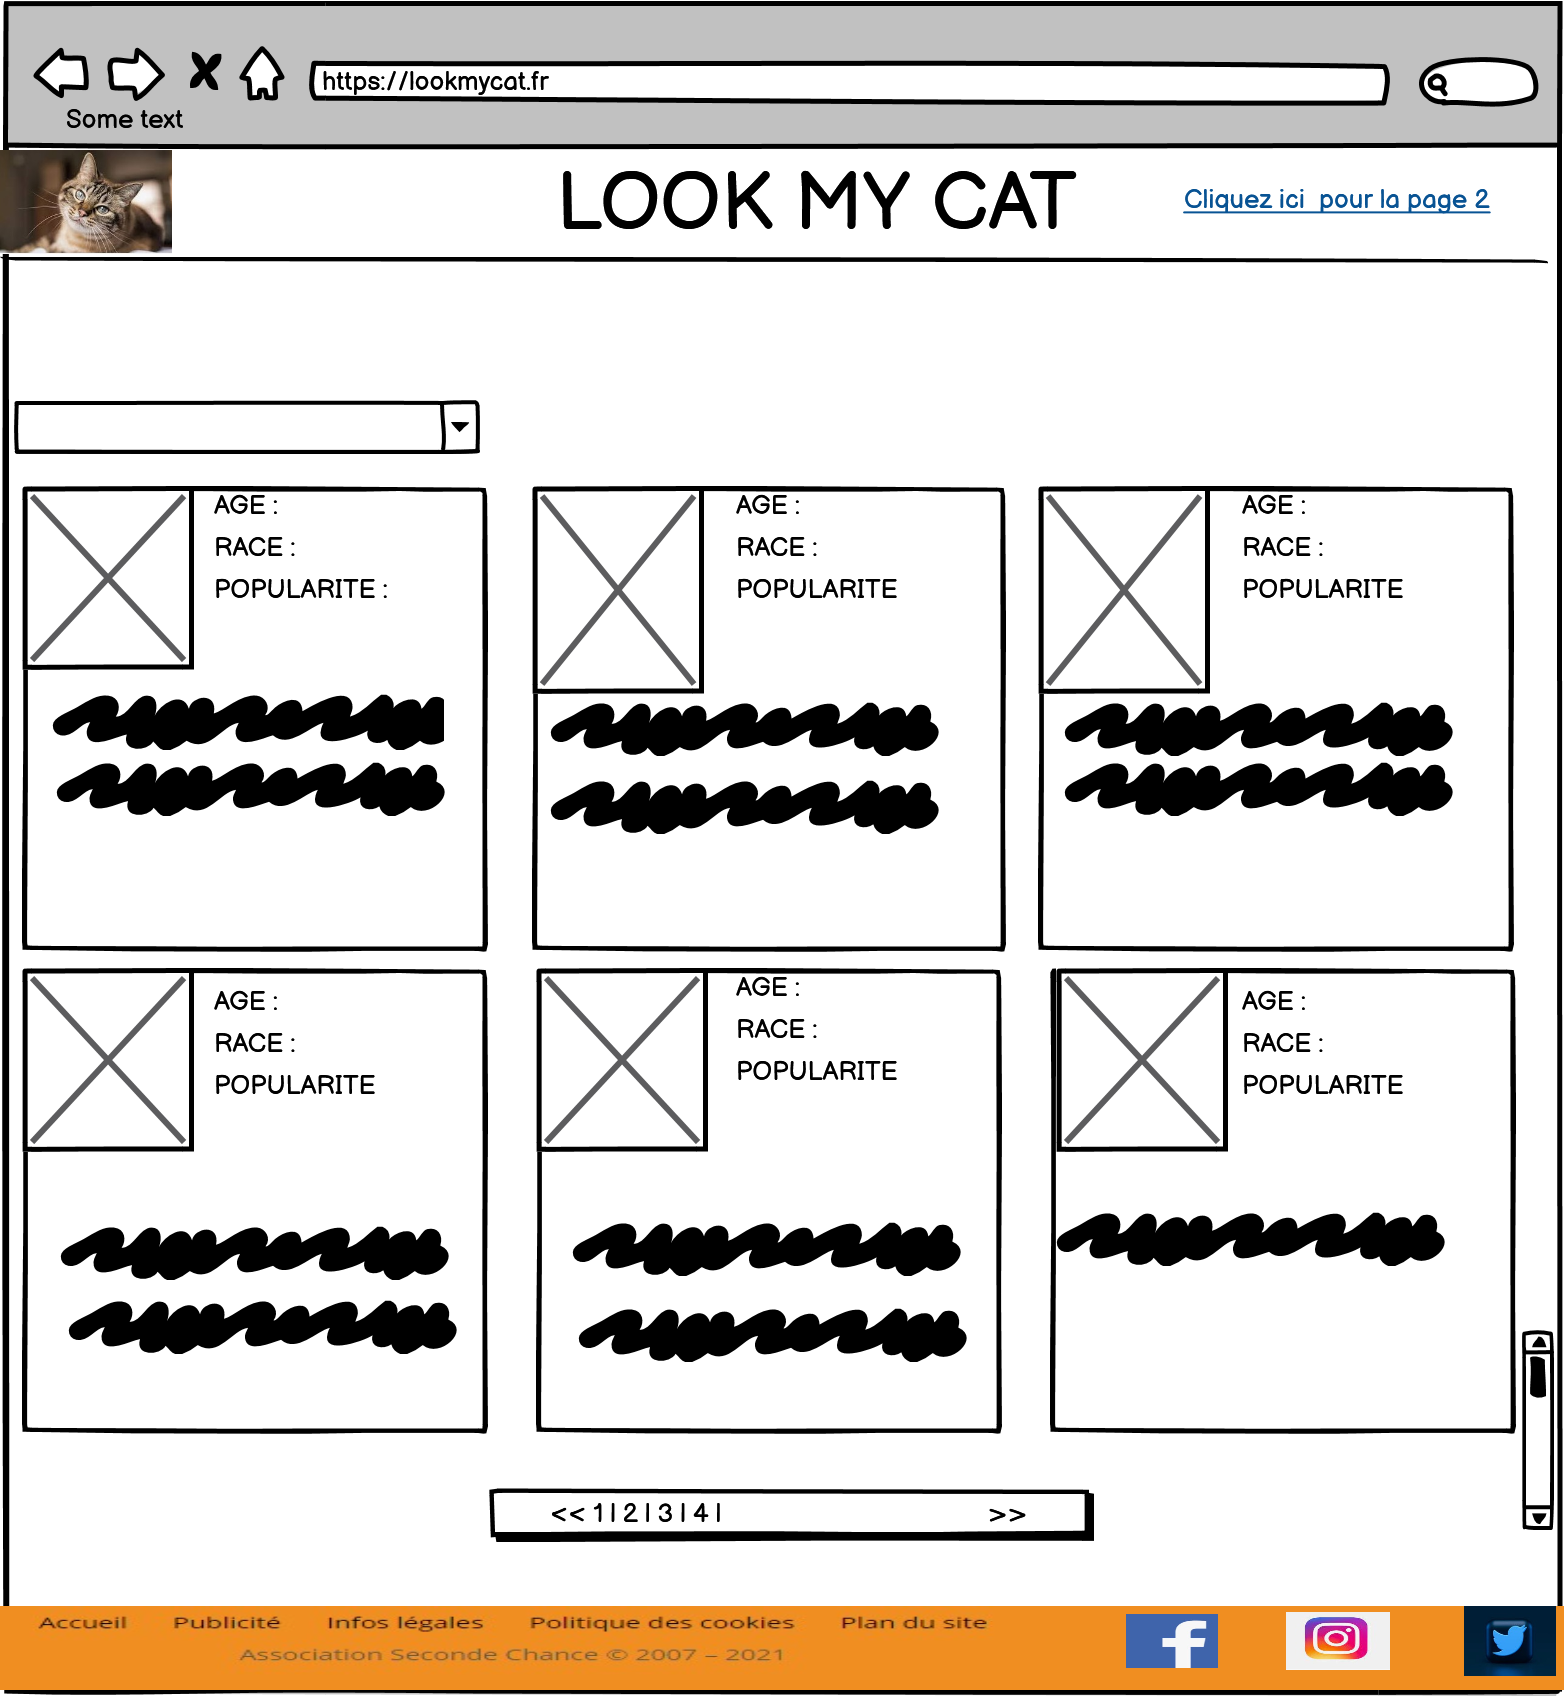 https://lookmycat.fr
Some text
LOOK MY CAT
Cliquez ici  pour la page 2
AGE :
RACE :
POPULARITE :
AGE :
RACE :
POPULARITE
AGE :
RACE :
POPULARITE
AGE :
RACE :
POPULARITE
AGE :
RACE :
POPULARITE
AGE :
RACE :
POPULARITE
<< 1 | 2 | 3 | 4 | >>
Accueil Publicité Infos légales Politique des cookies Plan du site
Association Seconde Chance © 2007 – 2021